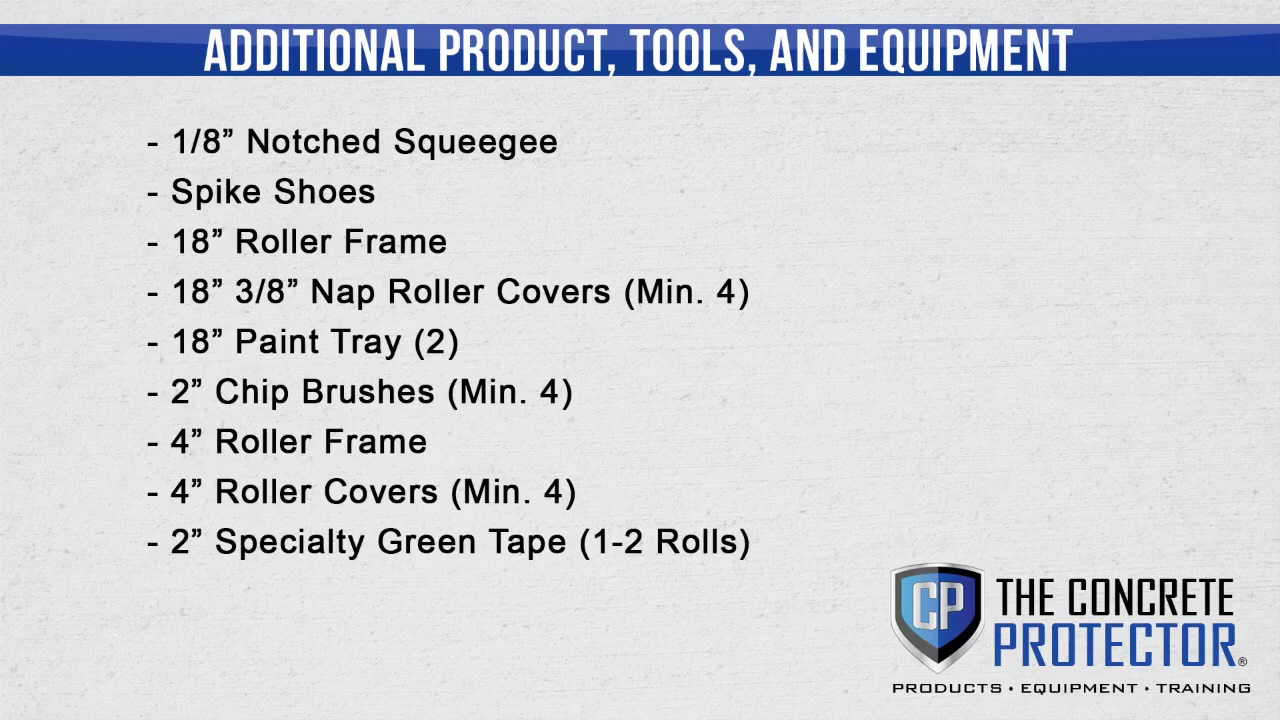 ADDITIONAL PRODUCT, TOOLS, AND EQUIPMENT
- 1/8” Notched Squeegee
- Spike Shoes
- 18” Roller Frame
- 18” 3/8” Nap Roller Covers (Min. 4)
- 18” Paint Tray (2)
- 2” Chip Brushes (Min. 4)
- 4” Roller Frame
- 4” Roller Covers (Min. 4)
- 2” Specialty Green Tape (1-2 Rolls)
CP
THE CONCRETE
PROTECTOR®
PRODUCTS • EQUIPMENT • TRAINING